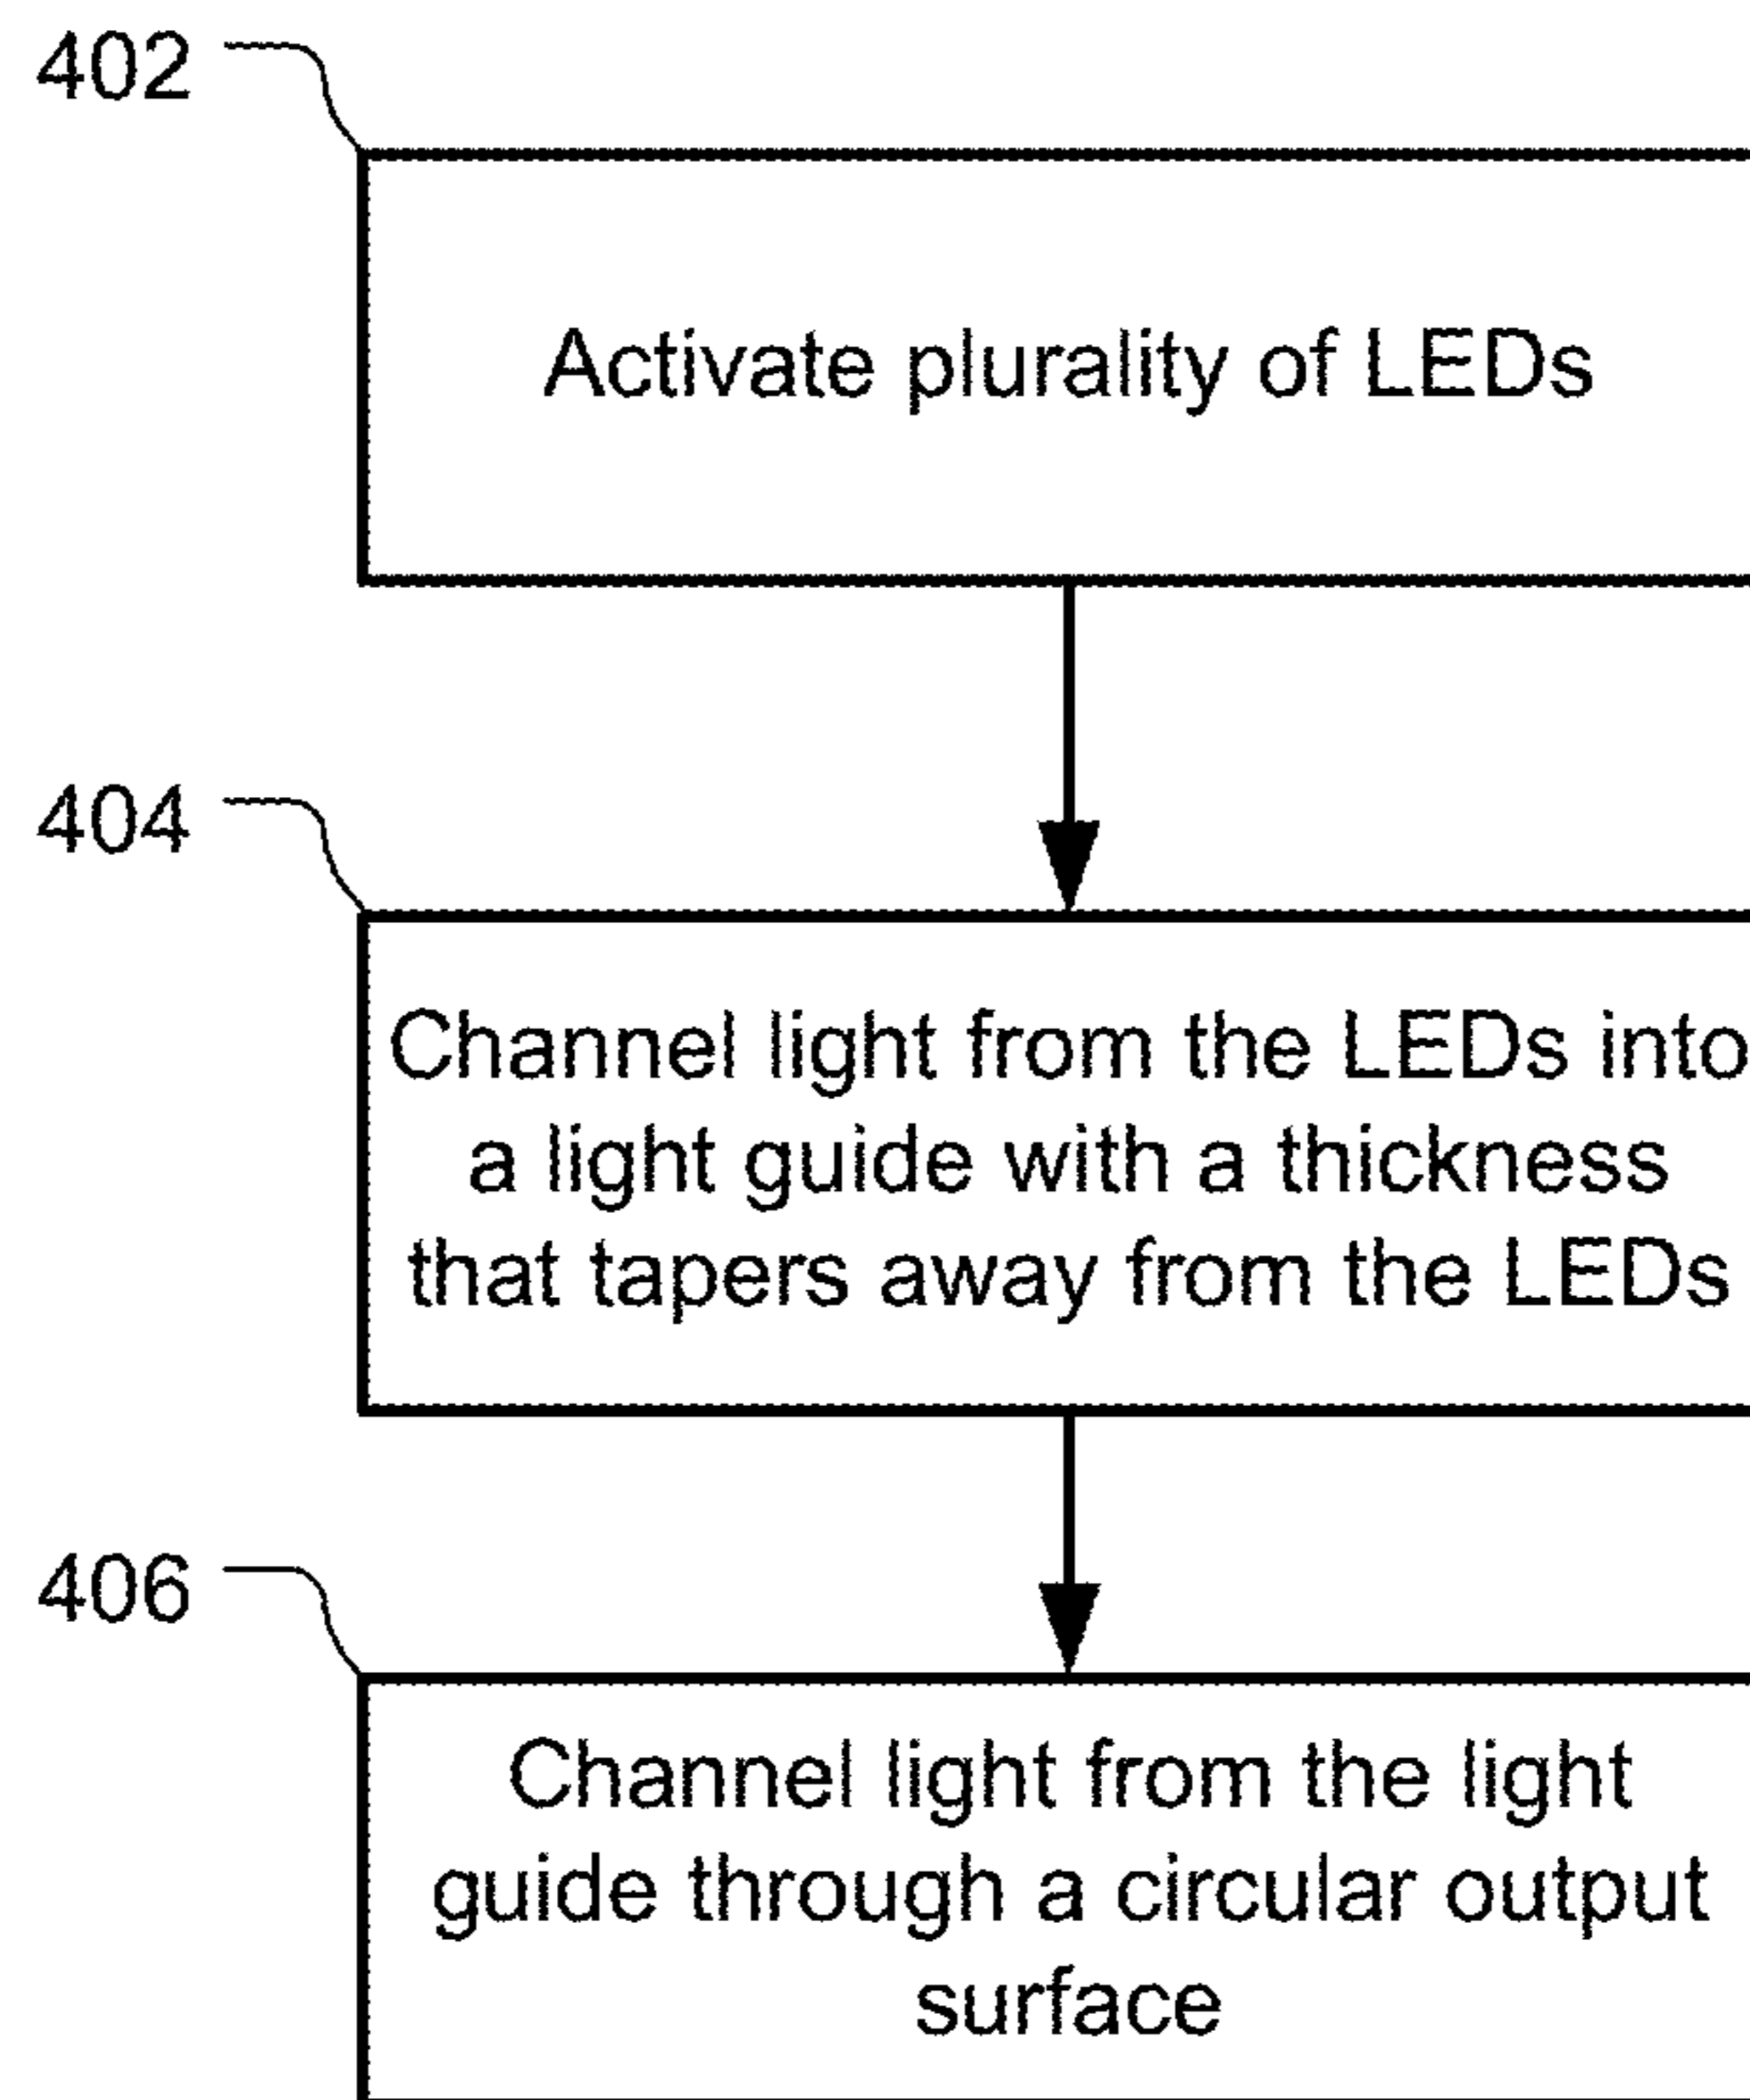 402
Activate plurality of LEDs
404
Channel light from the LEDs into
a light guide with a thickness
that tapers away from the LEDs
406
Channel light from the light
guide through a circular output
surface